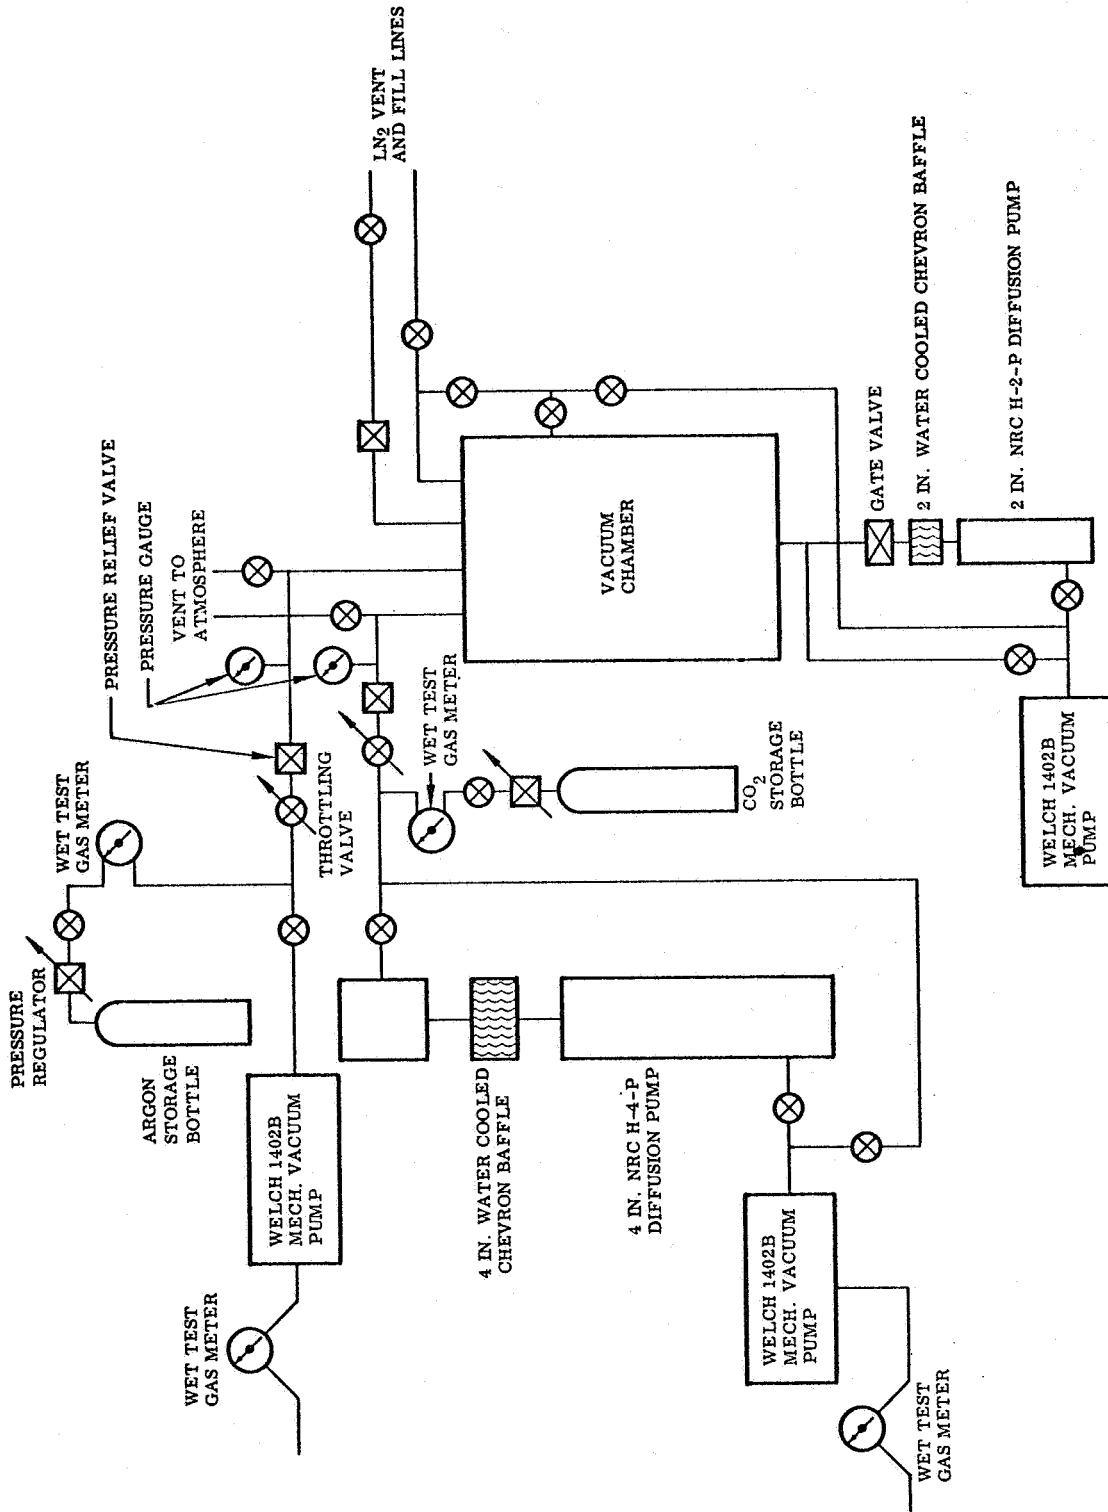 PRESSURE
REGULATOR
WET TEST
GAS METER
PRESSURE RELIEF VALVE
PRESSURE GAUGE
VENT TO
ATMOSPHERE
LN2 VENT
AND FILL LINES
ARGON
STORAGE
BOTTLE
THROTTLING
VALVE
WET TEST
GAS METER
WELCH 1402B
MECH. VACUUM
PUMP
WET TEST
GAS METER
VACUUM
CHAMBER
4 IN. WATER COOLED
CHEVRON BAFFLE
CO2
STORAGE
BOTTLE
4 IN. NRC H-4-P
DIFFUSION PUMP
GATE VALVE
2 IN. WATER COOLED CHEVRON BAFFLE
2 IN. NRC H-2-P DIFFUSION PUMP
WELCH 1402B
MECH. VACUUM
PUMP
WET TEST
GAS METER
WELCH 1402B
MECH. VACUUM
PUMP